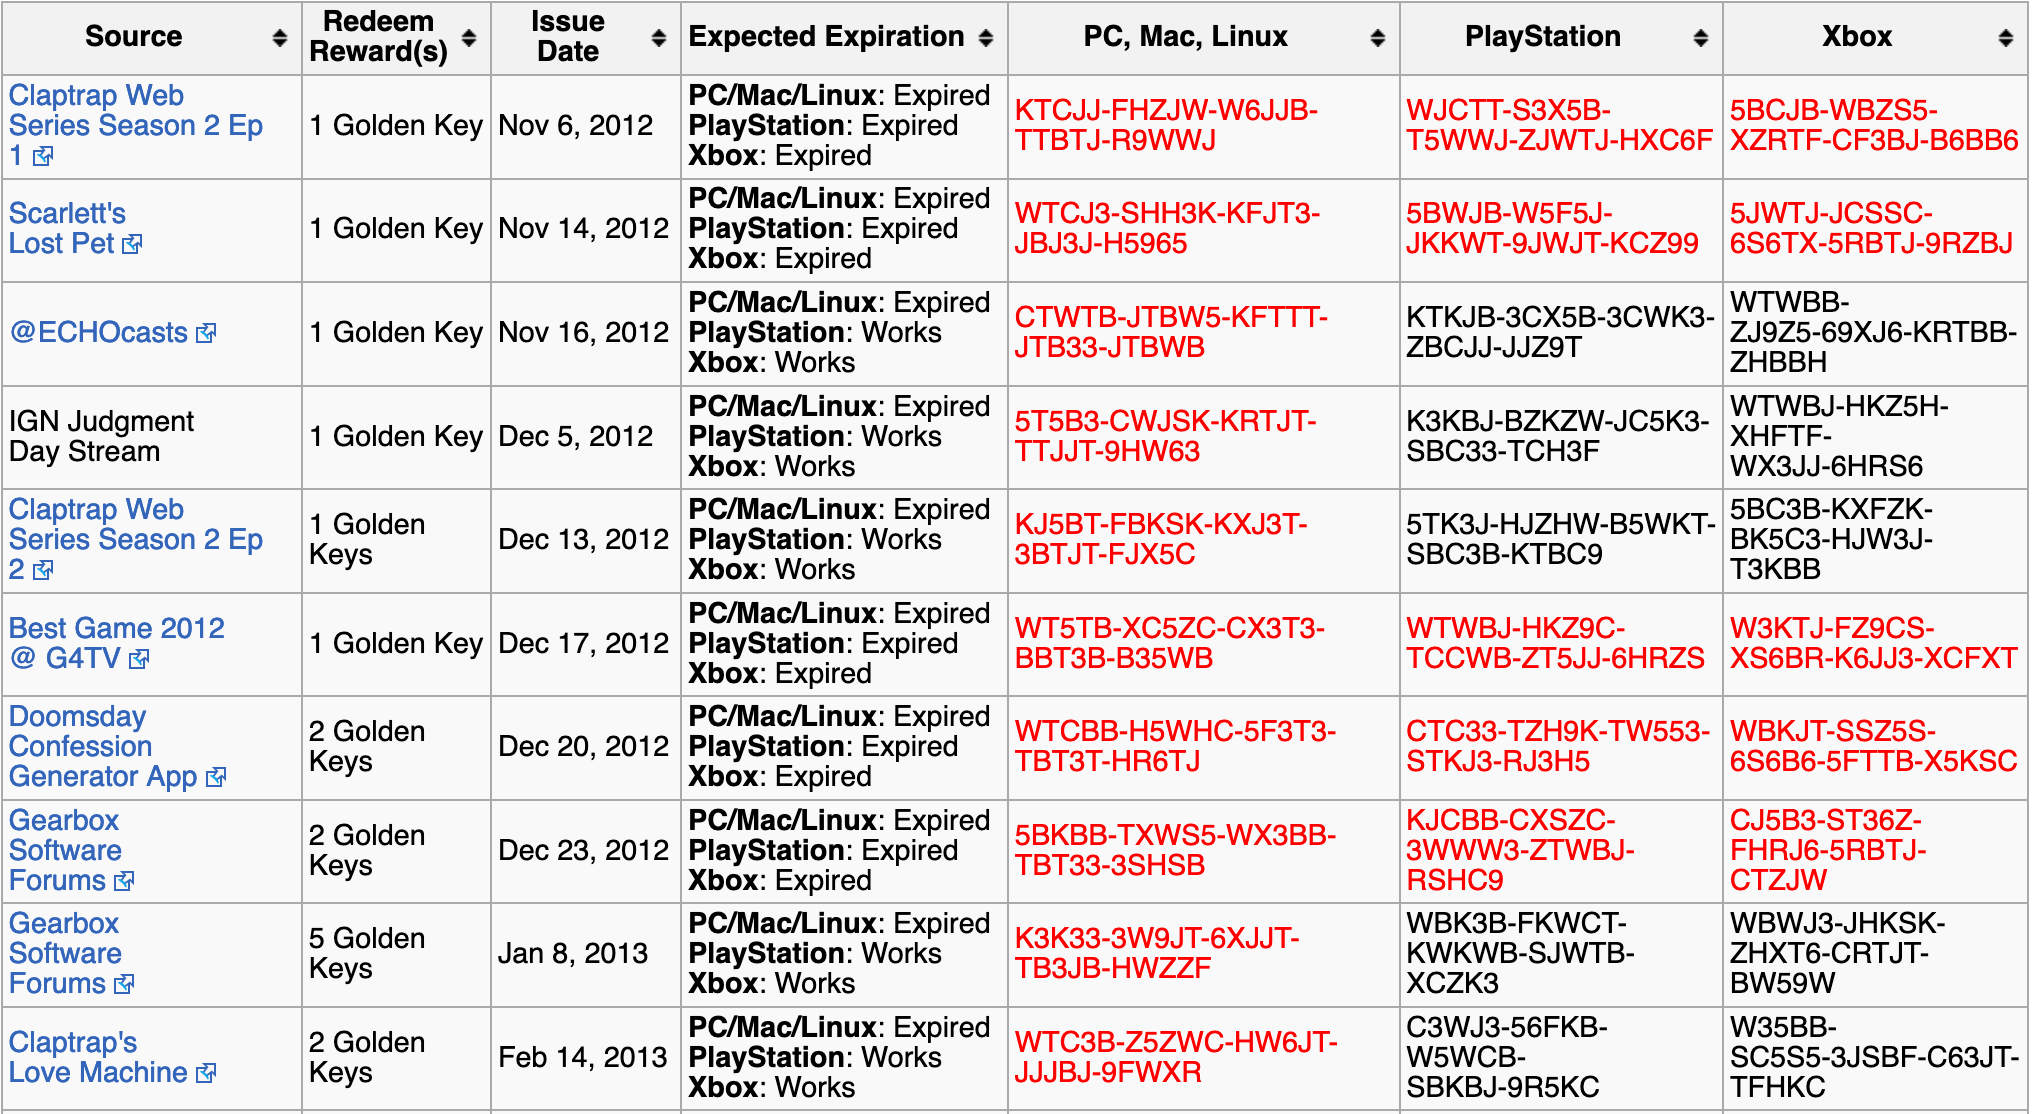 Source
Redeem
Reward(s)
Issue
Date
Expected Expiration
PC, Mac, Linux
PlayStation
Xbox
Claptrap Web
Series Season 2 Ep
1
1 Golden Key
Nov 6, 2012
PC/Mac/Linux: Expired
PlayStation: Expired
Xbox: Expired
KTCJJ-FHZJW-W6JJB-
TTBTJ-R9WWJ
WJCTT-S3X5B-
T5WWJ-ZJWTJ-HXC6F
5BCJB-WBZS5-
XZRTF-CF3BJ-B6BB6
Scarlett's
Lost Pet
1 Golden Key
Nov 14, 2012
PC/Mac/Linux: Expired
PlayStation: Expired
Xbox: Expired
WTCJ3-SHH3K-KFJT3-
JBJ3J-H5965
5BWJB-W5F5J-
JKKWT-9JWJT-KCZ99
5JWTJ-JCSSC-
6S6TX-5RBTJ-9RZBJ
@ECHOcasts
1 Golden Key
Nov 16, 2012
PC/Mac/Linux: Expired
PlayStation: Works
Xbox: Works
CTWTB-JTBW5-KFTTT-
JTB33-JTBWB
KTKJB-3CX5B-3CWK3-
ZBCJJ-JJZ9T
WTWBB-
ZJ9Z5-69XJ6-KRTBB-
ZHBBH
IGN Judgment
Day Stream
1 Golden Key
Dec 5, 2012
PC/Mac/Linux: Expired
PlayStation: Works
Xbox: Works
5T5B3-CWJSK-KRTJT-
TTJJT-9HW63
K3KBJ-BZKZW-JC5K3-
SBC33-TCH3F
WTWBJ-HKZ5H-
XHFTF-
WX3JJ-6HRS6
Claptrap Web
Series Season 2 Ep
2
1 Golden
Keys
Dec 13, 2012
PC/Mac/Linux: Expired
PlayStation: Works
Xbox: Works
KJ5BT-FBKSK-KXJ3T-
3BTJT-FJX5C
5TK3J-HJZHW-B5WKT-
SBC3B-KTBC9
5BC3B-KXFZK-
BK5C3-HJW3J-
T3KBB
Best Game 2012
@ G4TV
1 Golden Key
Dec 17, 2012
PC/Mac/Linux: Expired
PlayStation: Expired
Xbox: Expired
WT5TB-XC5ZC-CX3T3-
BBT3B-B35WB
WTWBJ-HKZ9C-
TCCWB-ZT5JJ-6HRZS
W3KTJ-FZ9CS-
XS6BR-K6JJ3-XCFXT
Doomsday
Confession
Generator App
2 Golden
Keys
Dec 20, 2012
PC/Mac/Linux: Expired
PlayStation: Expired
Xbox: Expired
WTCBB-H5WHC-5F3T3-
TBT3T-HR6TJ
CTC33-TZH9K-TW553-
STKJ3-RJ3H5
WBKJT-SSZ5S-
6S6B6-5FTTB-X5KSC
Gearbox
Software
Forums
2 Golden
Keys
Dec 23, 2012
PC/Mac/Linux: Expired
PlayStation: Expired
Xbox: Expired
5BKBB-TXWS5-WX3BB-
TBT33-3SHSB
KJCBB-CXSZC-
3WWW3-ZTWBJ-
RSHC9
CJ5B3-ST36Z-
FHRJ6-5RBTJ-
CTZJW
Gearbox
Software
Forums
5 Golden
Keys
Jan 8, 2013
PC/Mac/Linux: Expired
PlayStation: Works
Xbox: Works
K3K33-3W9JT-6XJJT-
TB3JB-HWZZF
WBK3B-FKWCT-
KWKWB-SJWTB-
XCZK3
WBWJ3-JHKSK-
ZHXT6-CRTJT-
BW59W
Claptrap's
Love Machine
2 Golden
Keys
Feb 14, 2013
PC/Mac/Linux: Expired
PlayStation: Works
Xbox: Works
WTC3B-Z5ZWC-HW6JT-
JJJBJ-9FWXR
C3WJ3-56FKB-
W5WCB-
SBKBJ-9R5KC
W35BB-
SC5S5-3JSBF-C63JT-
TFHKC